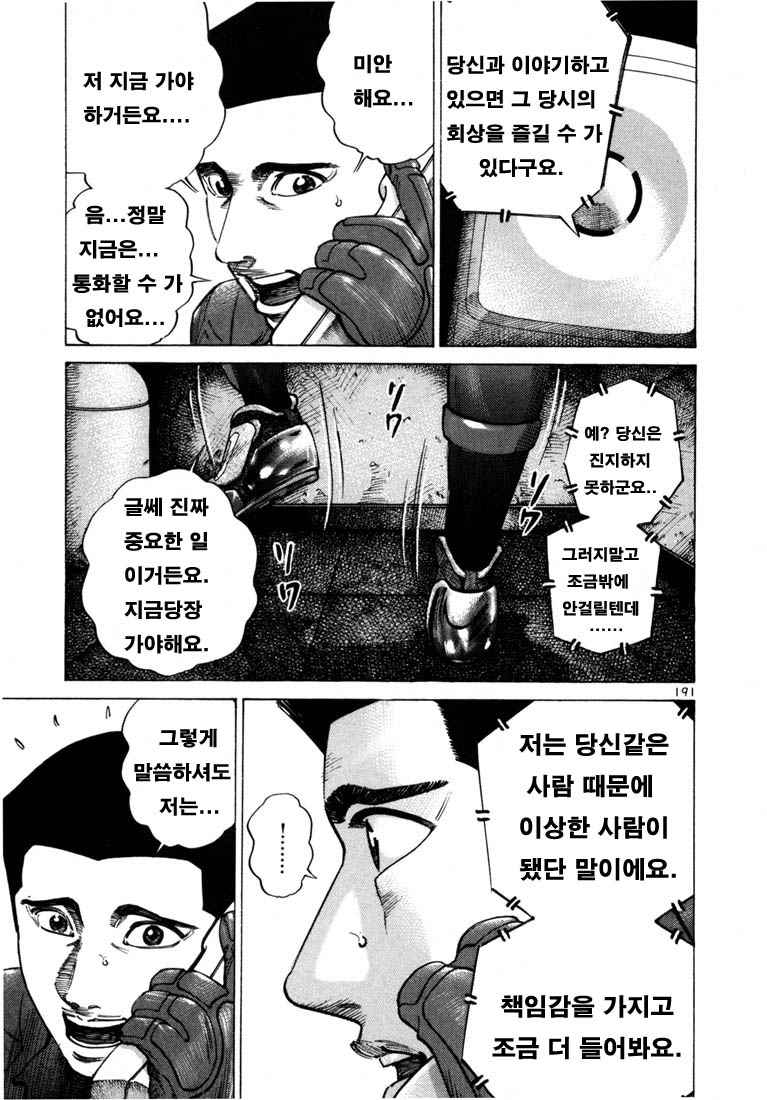 당신과 이야기하고
있으면 그 당시의
회상을 즐길 수 가
있다구요.
미안
해요...
저 지금 가야
하거든요....
음...정말
지금은...
통화할 수 가
없어요...
예? 당신은
진지하지
못하군요..
그러지말고
조금밖에
안걸릴텐데
......
ソワ
ソワ
ソワ
글쎄 진짜
중요한 일
이거든요.
지금당장
가야해요.
191
저는 당신같은
사람 때문에
이상한 사람이
됐단 말이에요.
책임감을 가지고
조금 더 들어봐요.
!......
그렇게
말씀하셔도
저는...